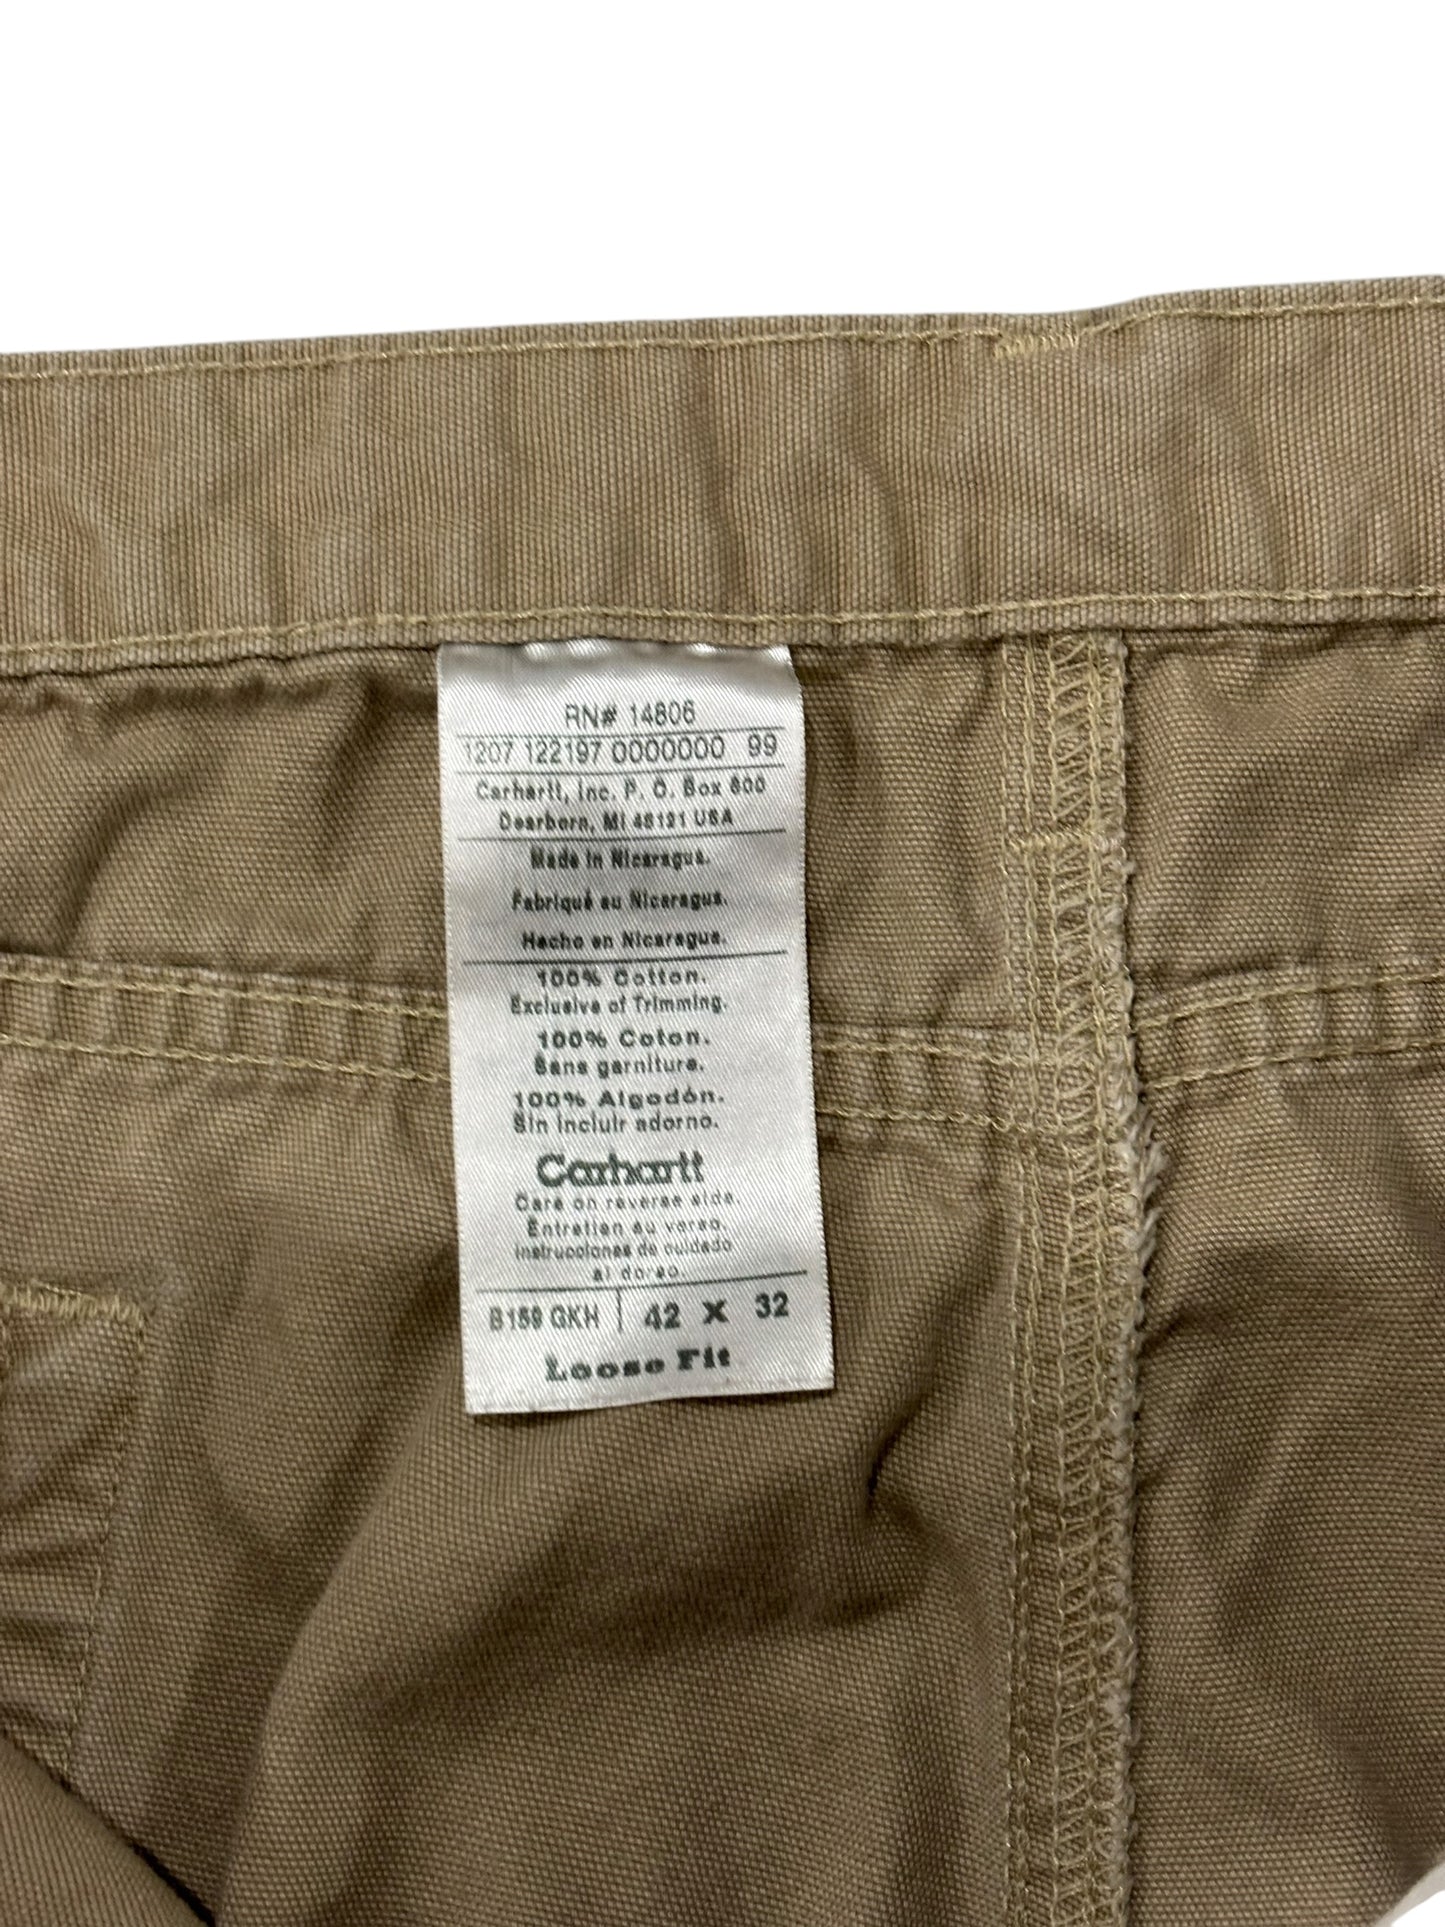 RN# 14806
1207 122197 0000000 99
Carhartt, Inc. P. O. Box 600
Dearborn, MI 48121 USA
Made in Nicaragua.
Fabriqué au Nicaragua.
Hecho en Nicaragua.
100% Cotton.
Exclusive of Trimming.
100% Coton.
Sans garniture.
100% Algodón.
Sin incluir adorno.
Carhartt
Care on reverse side.
Entretien au verso.
instrucciones de cuidado
al dorso.
B159 GKH | 42 X 32
Loose Fit